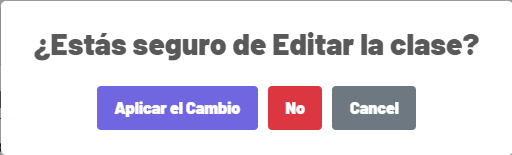 ¿Estás seguro de Editar la clase?
Aplicar el Cambio No Cancel